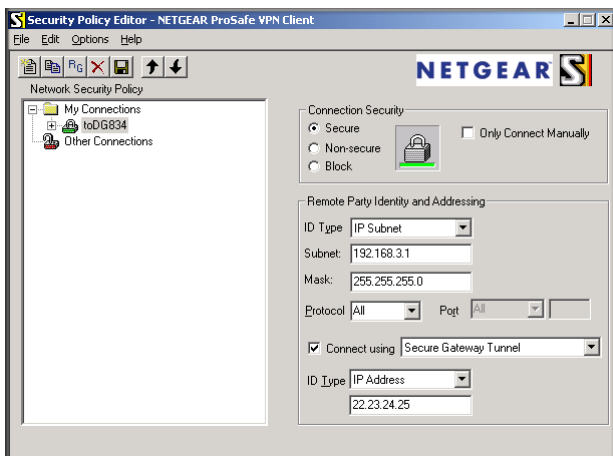 Security Policy Editor - NETGEAR ProSafe VPN Client
File Edit Options Help
RG
NETGEAR S
Network Security Policy
My Connections
toDG834
Other Connections
Connection Security
Secure
Non-secure
Block
Only Connect Manually
Remote Party Identity and Addressing
ID Type IP Subnet
Subnet: 192.168.3.1
Mask: 255.255.255.0
Protocol All Port All
Connect using Secure Gateway Tunnel
ID Type IP Address
22.23.24.25